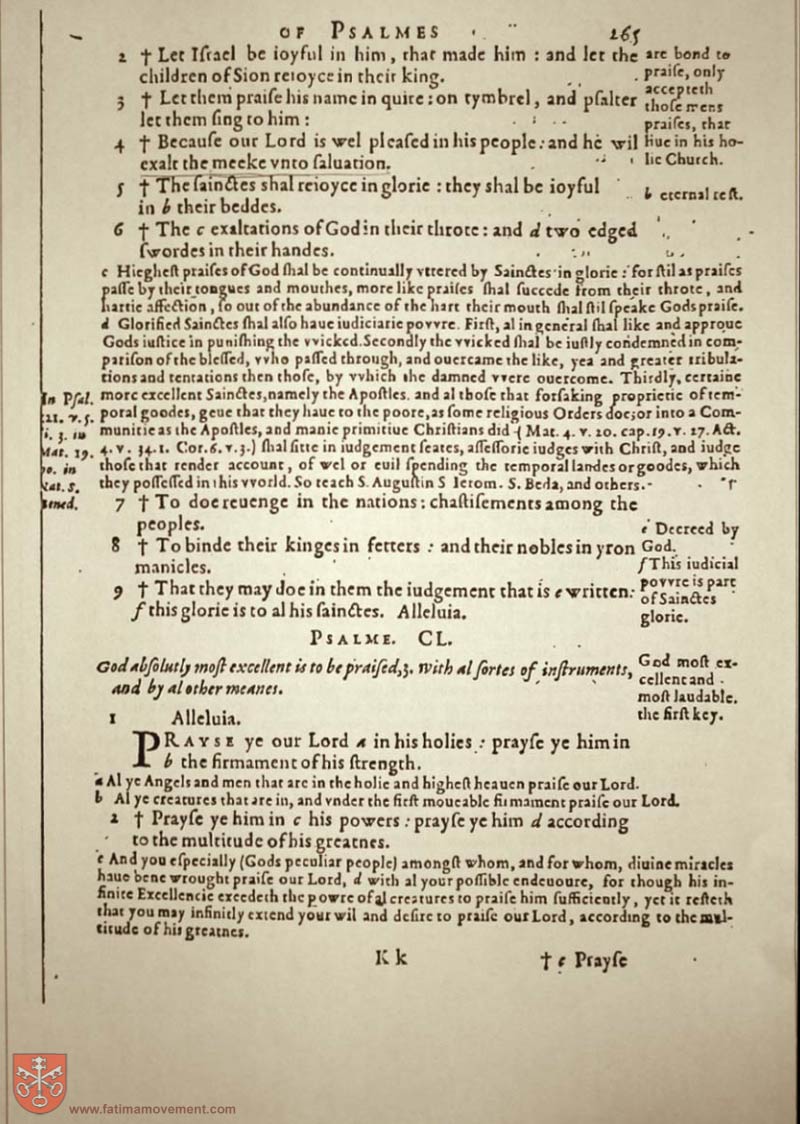 OF PSALMES 265
2 † Let Iſrael be ioyful in him, that made him : and let the
children of Sion reioyce in their king.
3 † Let them praiſe his name in quire : on tymbrel, and pſalter
let them ſing to him :
4 † Becauſe our Lord is wel pleaſed in his people : and he wil
exalt the meeke vnto ſaluation.
5 † The ſainctes shal reioyce in glorie : they shal be ioyful
in b their beddes.
6 † The c exaltations of God in their throte : and d two edged
ſwordes in their handes.
are bond to
praiſe, only
accepteth
thoſe mens
praiſes, that
liue in his ho-
lie Church.
b eternal reſt.
c Hiegheſt praiſes of God ſhal be continually vttered by Sainctes in glorie : for ſtil as praiſes
paſſe by their tongues and mouthes, more like praiſes ſhal ſuccede from their throte, and
hartie affection, ſo out of the abundance of the hart their mouth ſhal ſtil ſpeake Gods praiſe.
d Glorified Sainctes ſhal alſo haue iudiciarie povvre. Firſt, al in general ſhal like and approue
Gods iuſtice in puniſhing the vvicked. Secondly the vvicked ſhal be iuſtly condemned in com-
pariſon of the bleſſed, vvho paſſed through, and ouercame the like, yea and greater tribula-
tions and tentations then thoſe, by vvhich the damned vvere ouercome. Thirdly, certaine
more excellent Sainctes, namely the Apoſtles. and al thoſe that forſaking proprietie of tem-
poral goodes, geue that they haue to the poore, as ſome religious Orders doe; or into a Com-
munitie as the Apoſtles, and manie primitiue Chriſtians did (Mat. 4. v. 20. cap. 19. v. 27. Act.
4. v. 34. 1. Cor. 6. v. 3.) ſhal ſitte in iudgement ſeates, aſſeſſorie iudges with Chriſt, and iudge
thoſe that render account, of wel or euil ſpending the temporal landes or goodes, which
they poſſeſſed in this vvorld. So teach S. Auguſtin S Ierom. S. Beda, and others.
In Pſal.
121. v. 5.
i. 3. in
Mat. 19.
in
7 † To doe reuenge in the nations : chaſtiſements among the
peoples.
8 † To binde their kinges in fetters : and their nobles in yron
manicles.
9 † That they may doe in them the iudgement that is e written :
f this glorie is to al his ſainctes. Alleluia.
e Decreed by
God.
f This iudicial
povvre is part
of Sainctes
glorie.
PSALME. CL.
God abſolutly moſt excellent is to be praiſed, 3. with al ſortes of inſtruments,
and by al other meanes.
God moſt ex-
cellent and
moſt laudable.
the firſt key.
1 Alleluia.
PRAYSE ye our Lord a in his holies : prayſe ye him in
b the firmament of his ſtrength.
a Al ye Angels and men that are in the holie and higheſt heauen praiſe our Lord.
b Al ye creatures that are in, and vnder the firſt moueable firmament praiſe our Lord.
2 † Prayſe ye him in c his powers : prayſe ye him d according
to the multitude of his greatnes.
c And you eſpecially (Gods peculiar people) amongſt whom, and for whom, diuine miracles
haue bene wrought praiſe our Lord, d with al your poſſible endeuoure, for though his in-
finite Excellencie excedeth the powre of al creatures to praiſe him ſufficiently, yet it reſteth
that you may infinitly extend your wil and deſire to praiſe our Lord, according to the mul-
titude of his greatnes.
K k † e Prayſe
www.fatimamovement.com